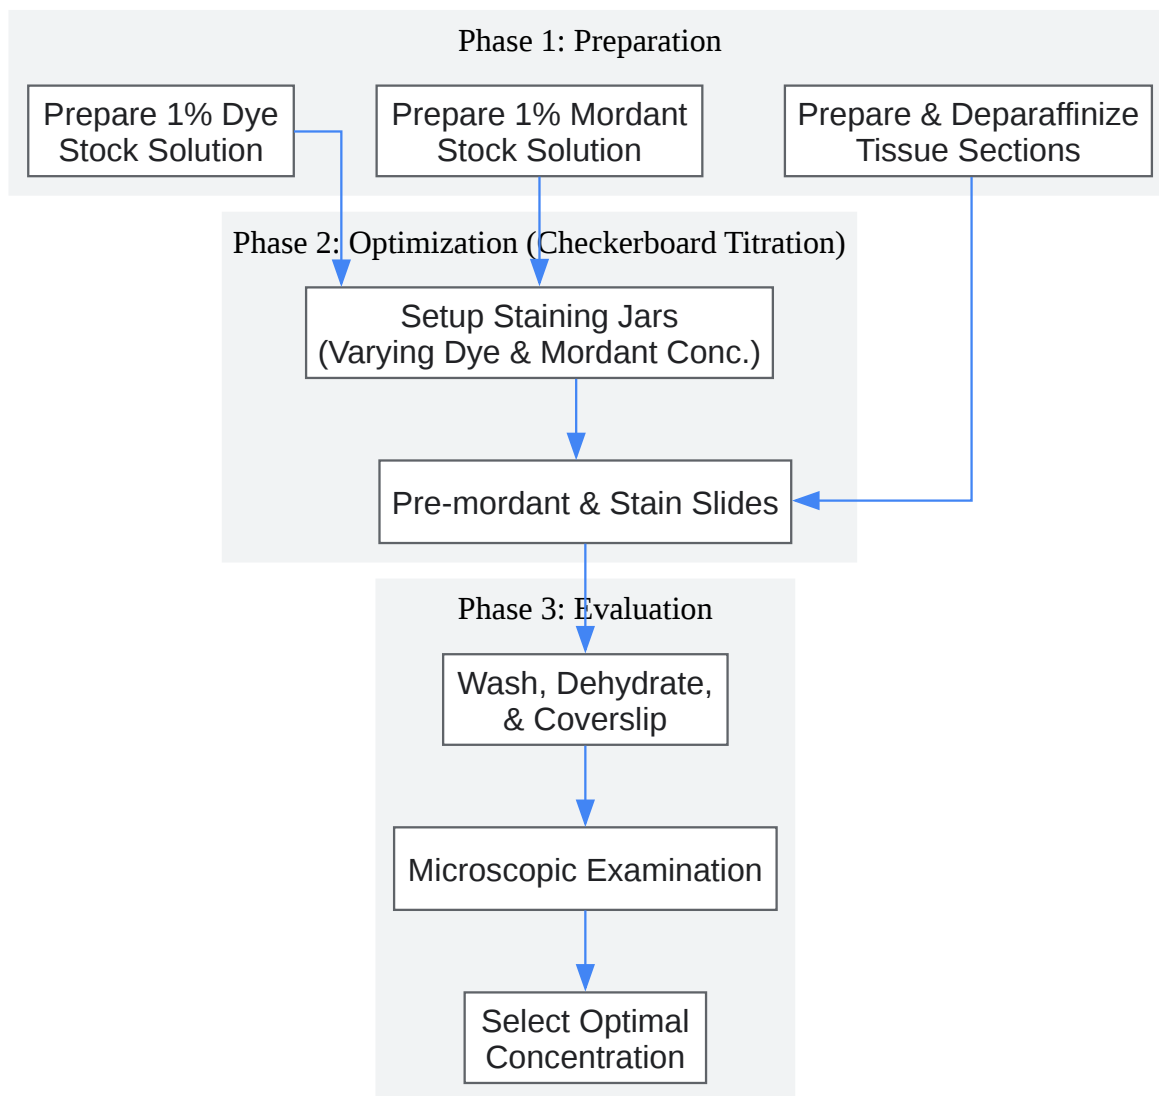 Phase 1: Preparation
Prepare 1% Dye
Stock Solution
Prepare 1% Mordant
Stock Solution
Prepare & Deparaffinize
Tissue Sections
Phase 2: Optimization (Checkerboard Titration)
Setup Staining Jars
(Varying Dye & Mordant Conc.)
Pre-mordant & Stain Slides
Phase 3: Evaluation
Wash, Dehydrate,
& Coverslip
Microscopic Examination
Select Optimal
Concentration